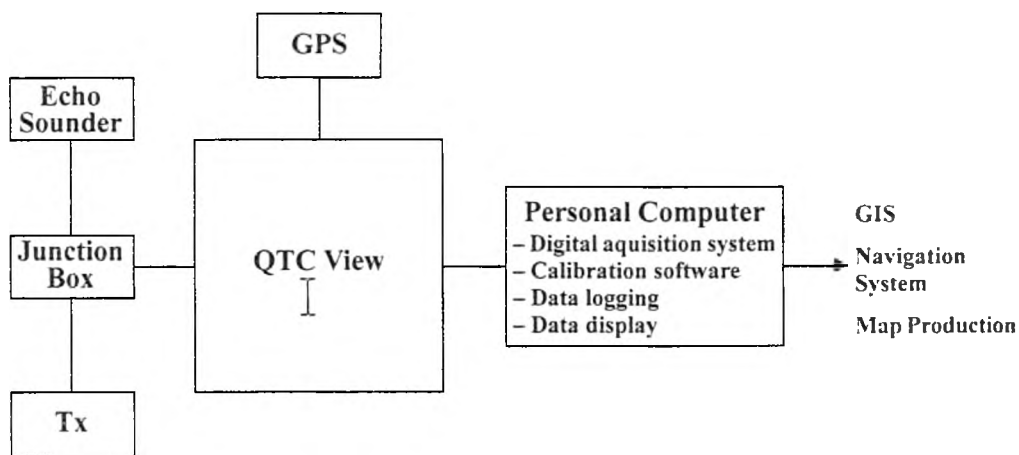 GPS
Echo
Sounder
Junction
Box
Tx
QTC View
Personal Computer
– Digital aquisition system
– Calibration software
– Data logging
– Data display
GIS
Navigation
System
Map Production